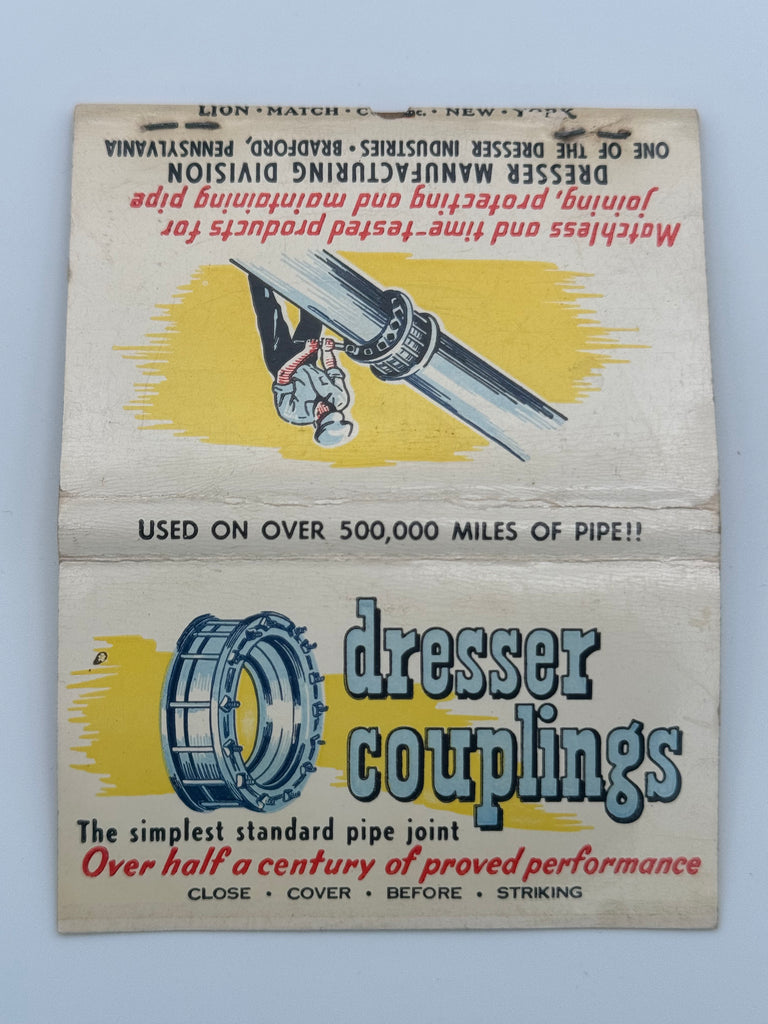 LION • MATCH • NEW • YORK
Matchless and time-tested products for
joining, protecting and maintaining pipe
DRESSER MANUFACTURING DIVISION
ONE OF THE DRESSER INDUSTRIES • BRADFORD, PENNSYLVANIA
USED ON OVER 500,000 MILES OF PIPE!!
dresser
couplings
The simplest standard pipe joint
Over half a century of proved performance
CLOSE • COVER • BEFORE • STRIKING